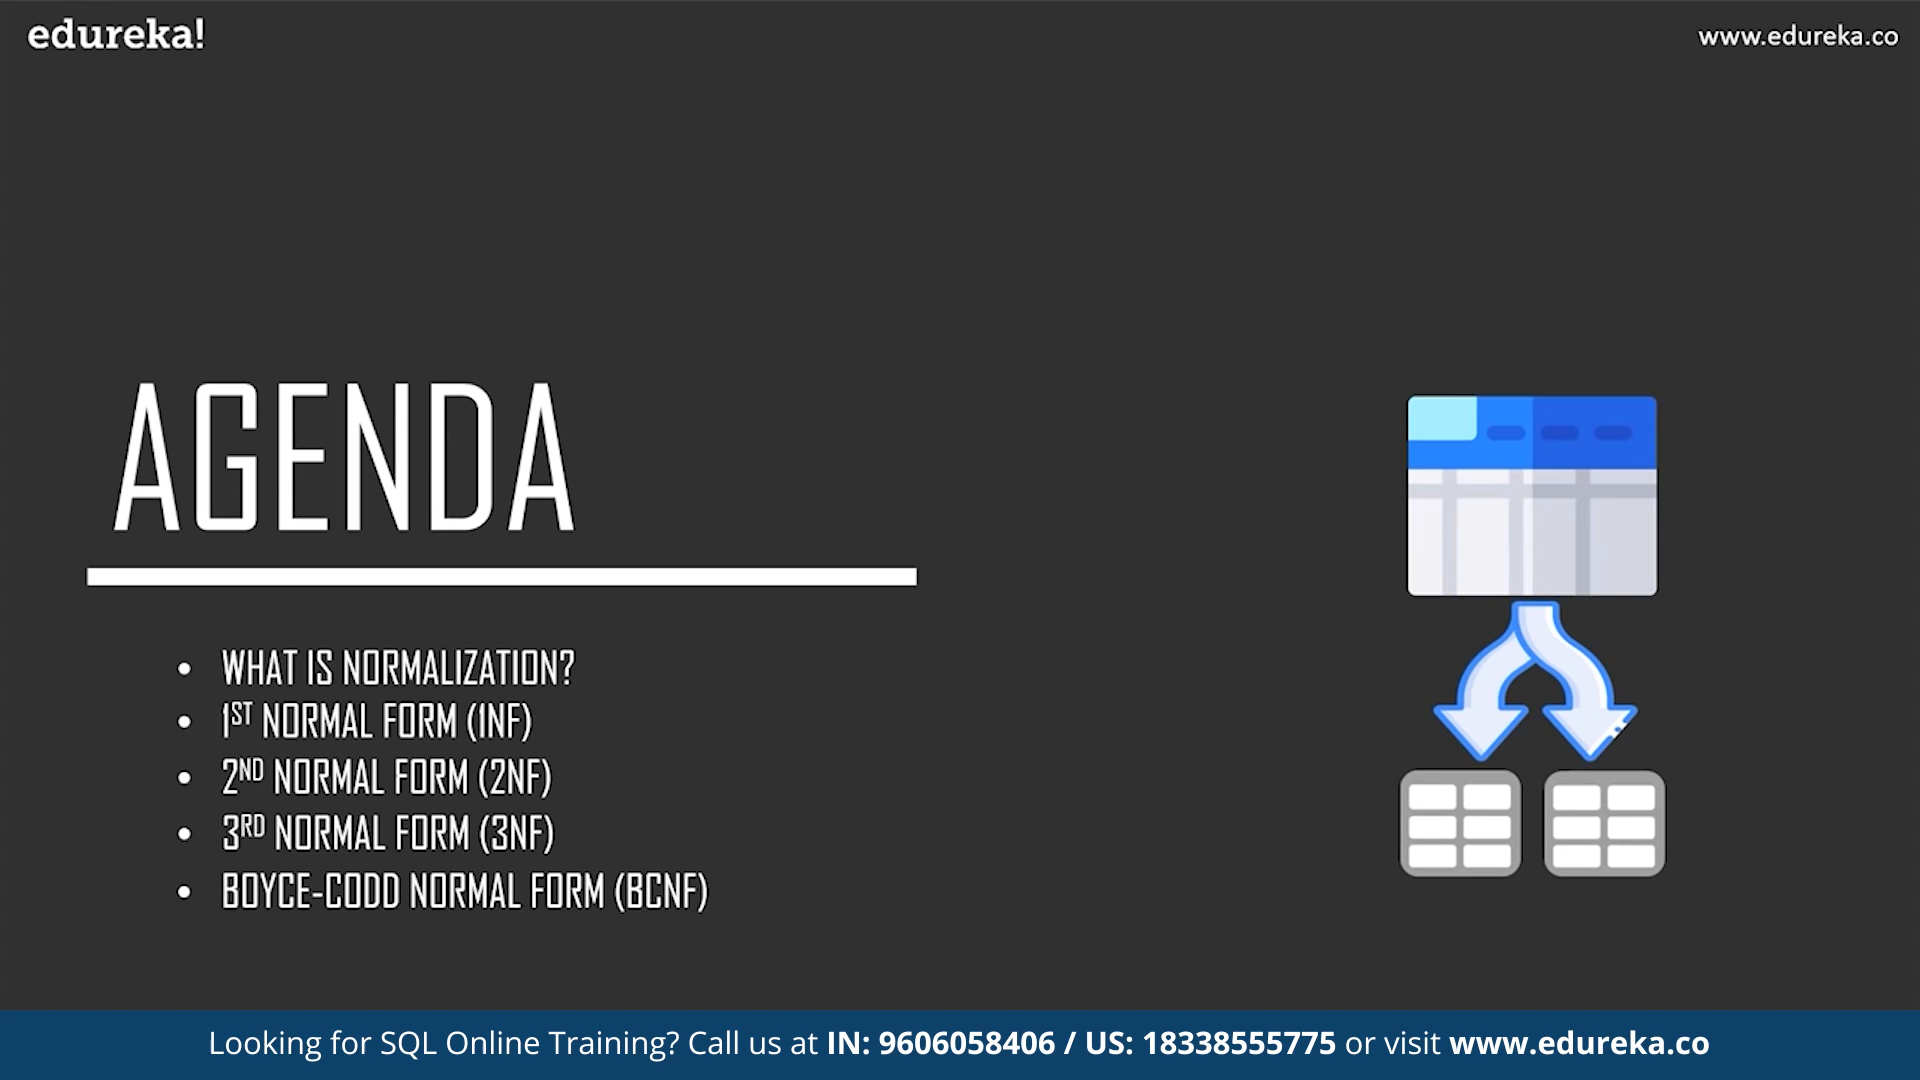 edureka!
www.edureka.co
AGENDA
• WHAT IS NORMALIZATION?
• 1ST NORMAL FORM (1NF)
• 2ND NORMAL FORM (2NF)
• 3RD NORMAL FORM (3NF)
• BOYCE-CODD NORMAL FORM (BCNF)
Looking for SQL Online Training? Call us at IN: 9606058406 / US: 18338555775 or visit www.edureka.co